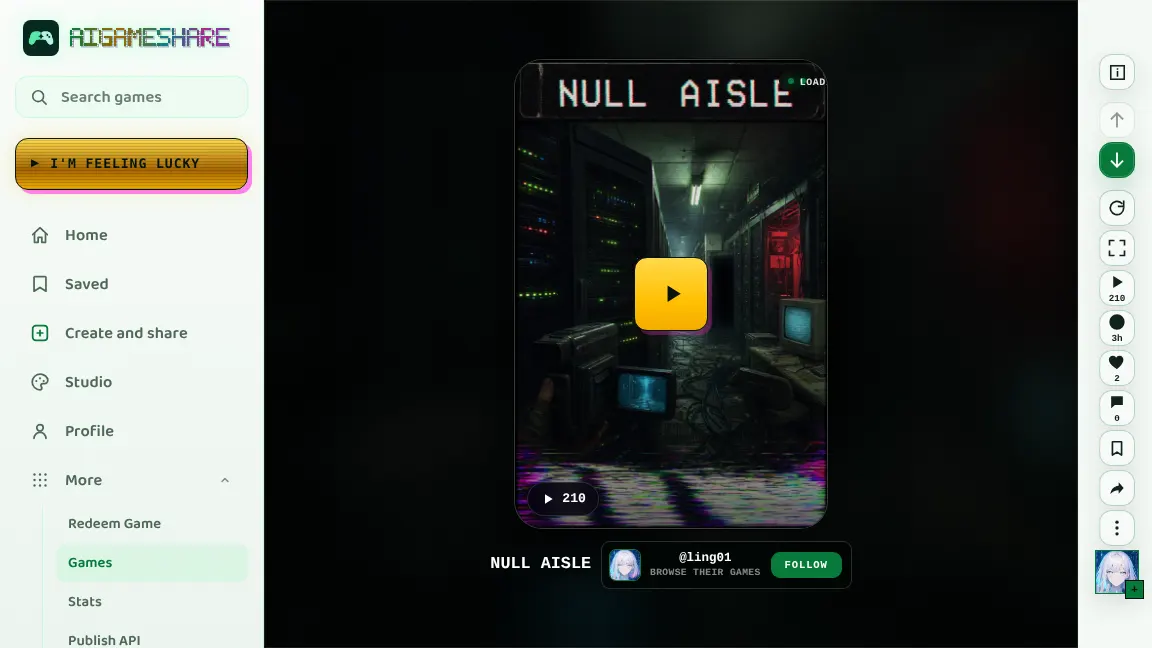 AIGAMESHARE
Search games
I'M FEELING LUCKY
Home
Saved
Create and share
Studio
Profile
More
Redeem Game
Games
Stats
Publish API
NULL AISLE
LOAD
210
NULL AISLE
@ling01
BROWSE THEIR GAMES
FOLLOW
210
3h
2
0